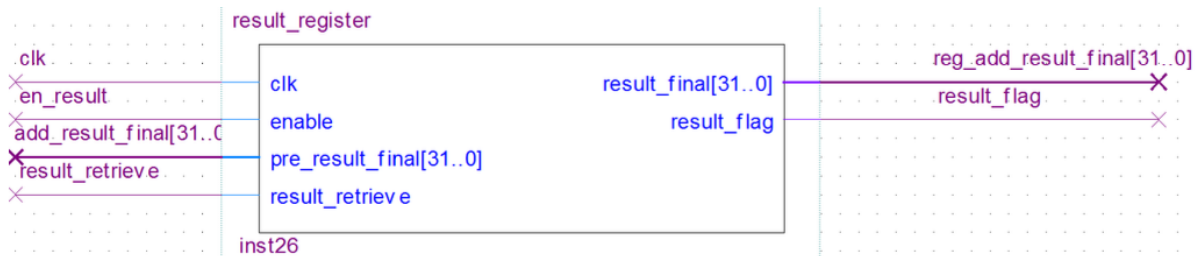 result_register
clk
en_result
add_result_final[31..0
result_retrieve
clk
enable
pre_result_final[31..0]
result_retrieve
result_final[31..0]
result_flag
reg_add_result_final[31..0]
result_flag
inst26